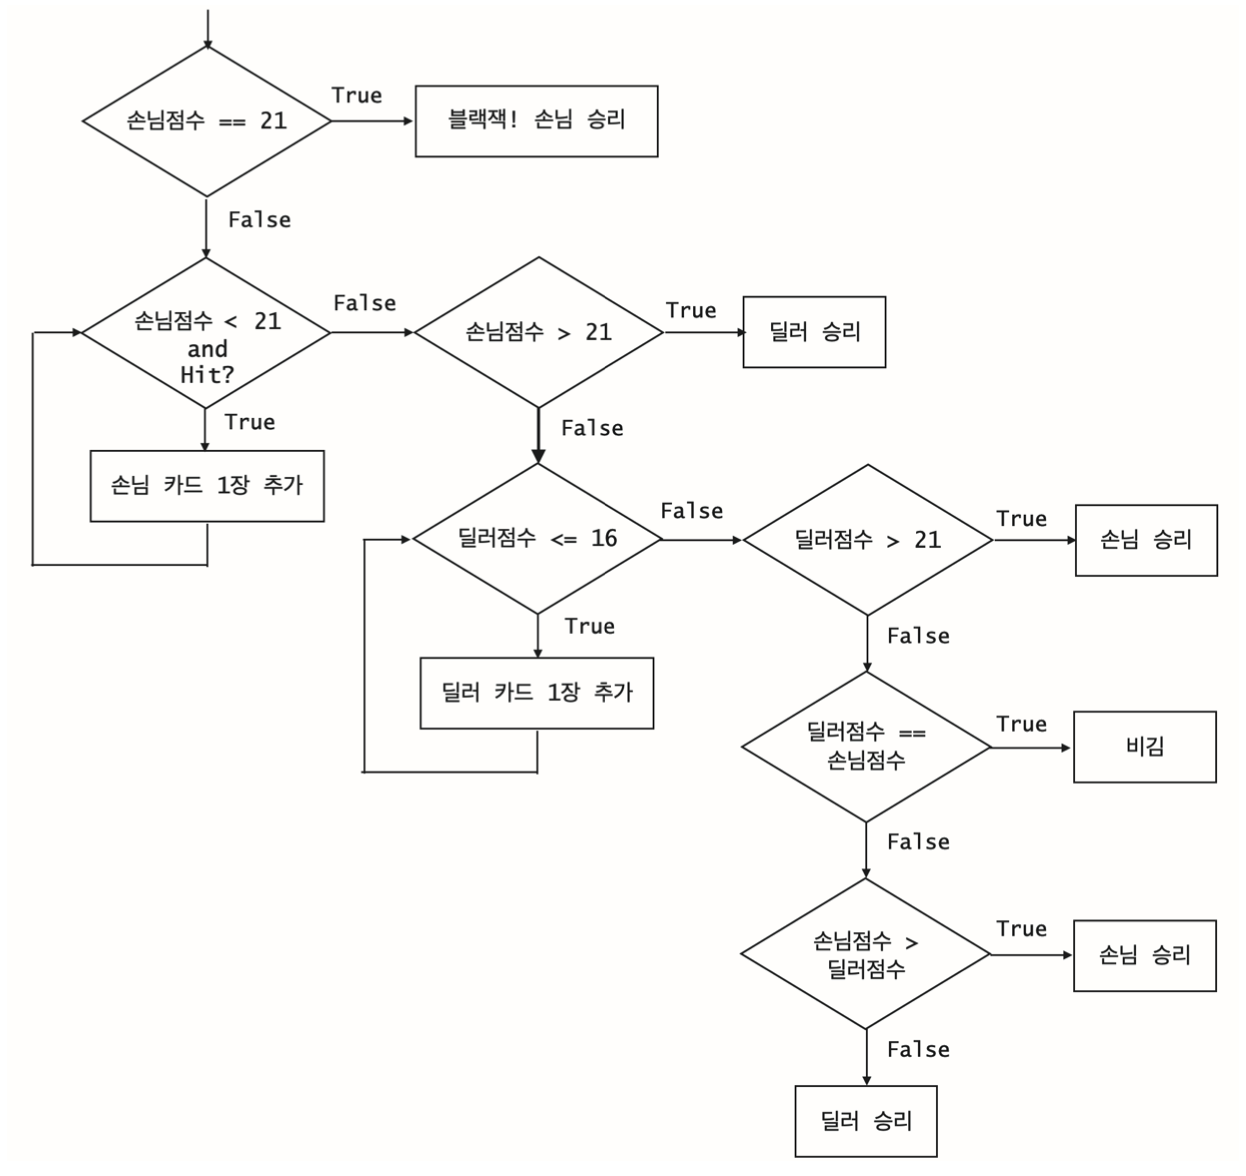 True
손님점수 == 21
블랙잭! 손님 승리
False
손님점수 < 21
and
Hit?
False
손님점수 > 21
True
딜러 승리
True
손님 카드 1장 추가
False
딜러점수 <= 16
False
딜러점수 > 21
True
손님 승리
True
딜러 카드 1장 추가
False
딜러점수 ==
손님점수
True
비김
False
손님점수 >
딜러점수
True
손님 승리
False
딜러 승리